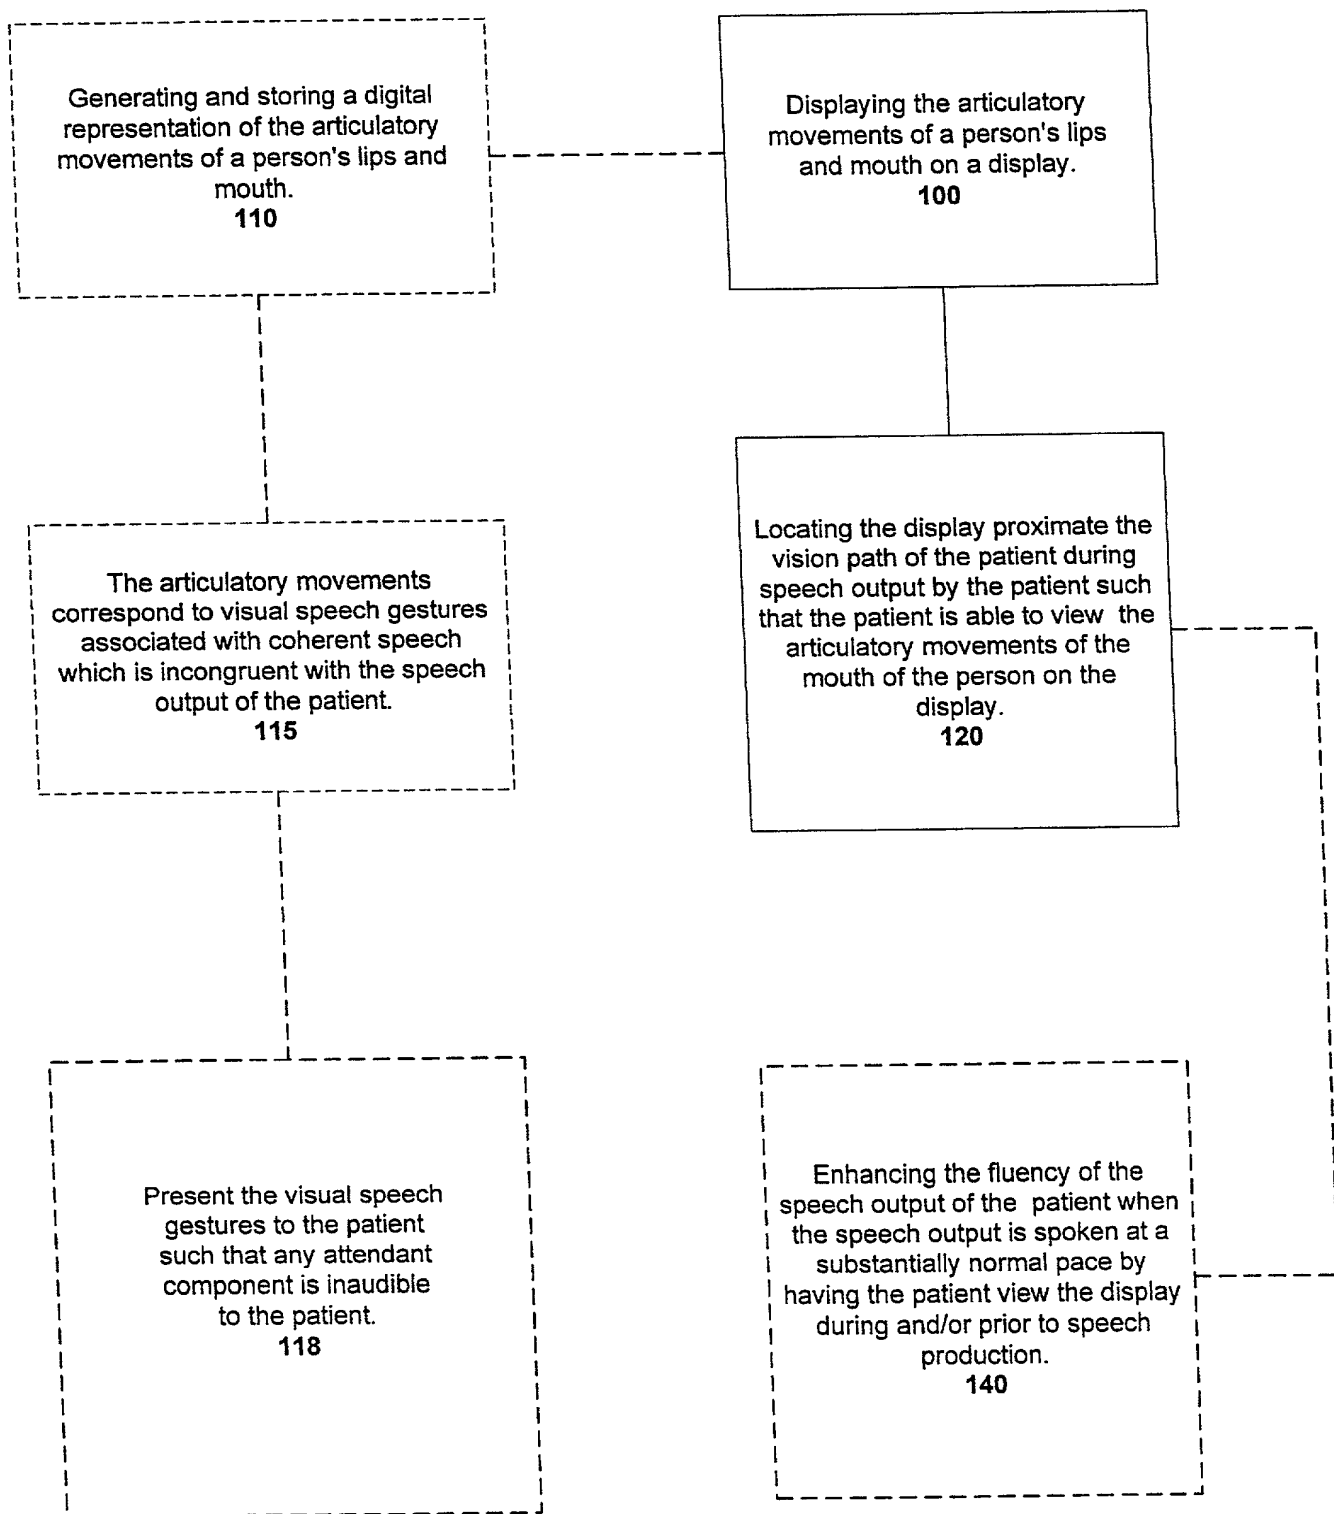 Generating and storing a digital
representation of the articulatory
movements of a person's lips and
mouth.
110
Displaying the articulatory
movements of a person's lips
and mouth on a display.
100
The articulatory movements
correspond to visual speech gestures
associated with coherent speech
which is incongruent with the speech
output of the patient.
115
Locating the display proximate the
vision path of the patient during
speech output by the patient such
that the patient is able to view the
articulatory movements of the
mouth of the person on the
display.
120
Present the visual speech
gestures to the patient
such that any attendant
component is inaudible
to the patient.
118
Enhancing the fluency of the
speech output of the patient when
the speech output is spoken at a
substantially normal pace by
having the patient view the display
during and/or prior to speech
production.
140